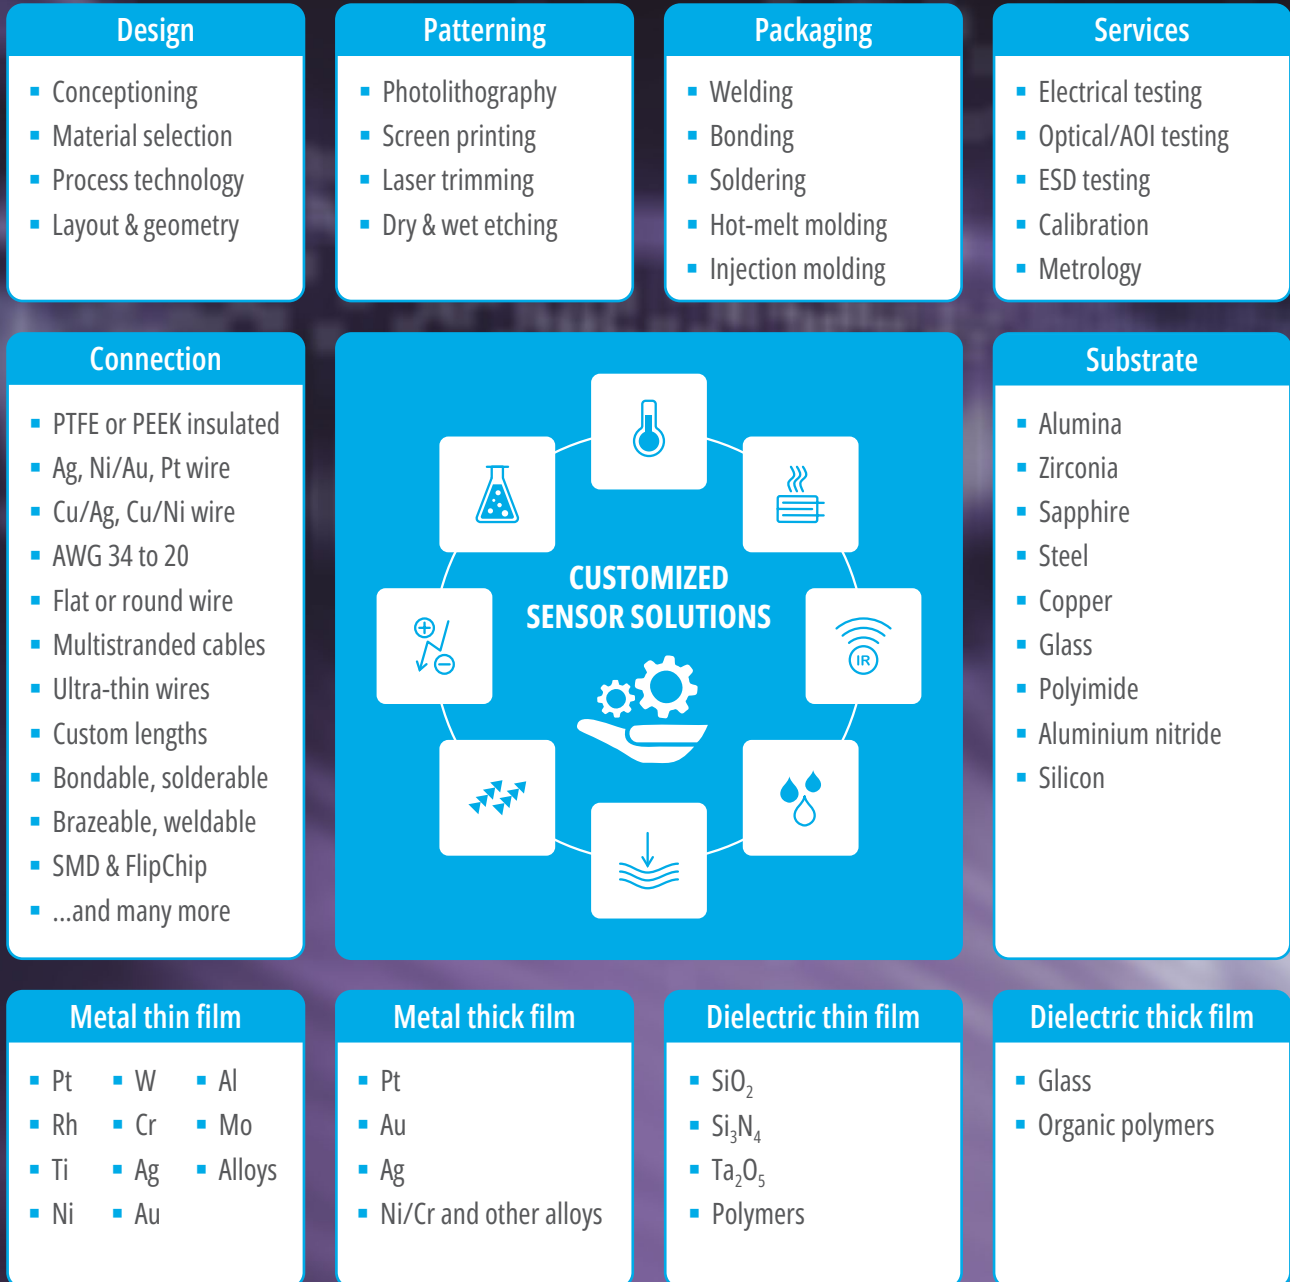 Design
Conceptioning
Material selection
Process technology
Layout & geometry
Patterning
Photolithography
Screen printing
Laser trimming
Dry & wet etching
Packaging
Welding
Bonding
Soldering
Hot-melt molding
Injection molding
Services
Electrical testing
Optical/AOI testing
ESD testing
Calibration
Metrology
Connection
PTFE or PEEK insulated
Ag, Ni/Au, Pt wire
Cu/Ag, Cu/Ni wire
AWG 34 to 20
Flat or round wire
Multistranded cables
Ultra-thin wires
Custom lengths
Bondable, solderable
Brazeable, weldable
SMD & FlipChip
...and many more
CUSTOMIZED
SENSOR SOLUTIONS
IR
Substrate
Alumina
Zirconia
Sapphire
Steel
Copper
Glass
Polyimide
Aluminium nitride
Silicon
Metal thin film
Pt
Rh
Ti
Ni
W
Cr
Ag
Au
Al
Mo
Alloys
Metal thick film
Pt
Au
Ag
Ni/Cr and other alloys
Dielectric thin film
SiO₂
Si₃N₄
Ta₂O₅
Polymers
Dielectric thick film
Glass
Organic polymers